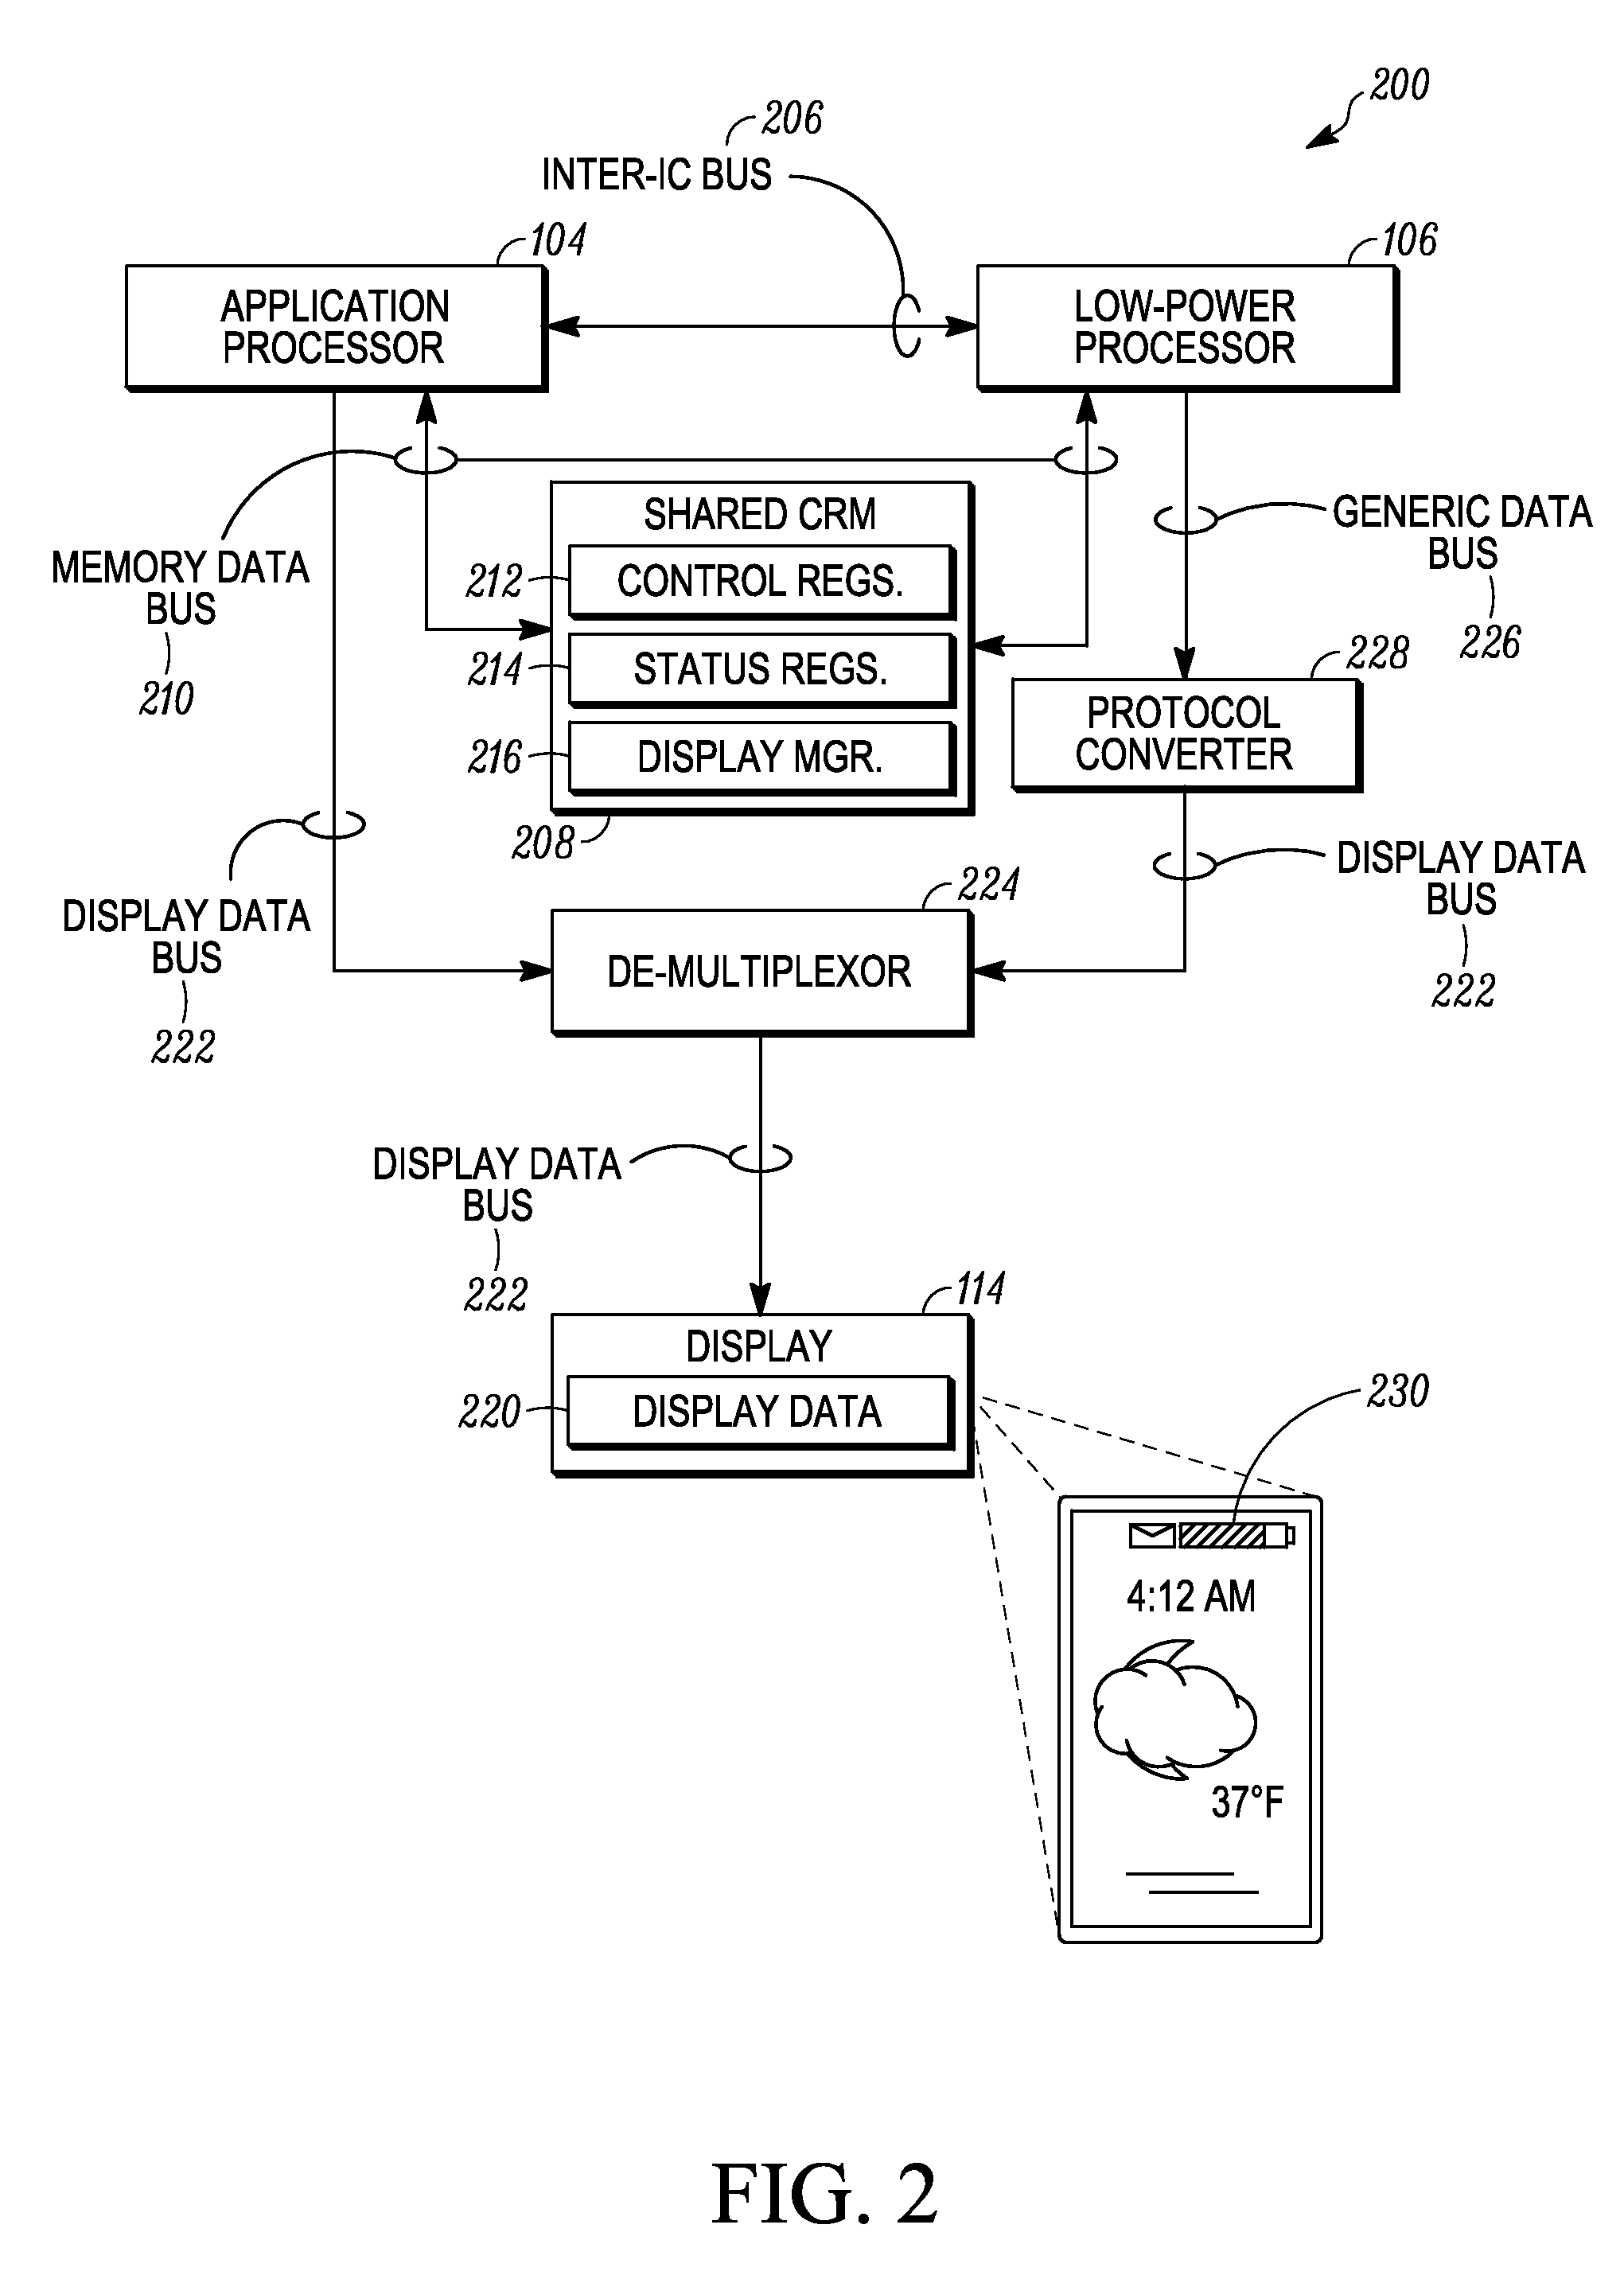 200
206
INTER-IC BUS
104
106
APPLICATION
PROCESSOR
LOW-POWER
PROCESSOR
SHARED CRM
GENERIC DATA
BUS
226
MEMORY DATA
BUS
210
212
CONTROL REGS.
214
STATUS REGS.
216
DISPLAY MGR.
208
228
PROTOCOL
CONVERTER
DISPLAY DATA
BUS
222
DISPLAY DATA
BUS
222
224
DE-MULTIPLEXOR
DISPLAY DATA
BUS
222
114
DISPLAY
220
DISPLAY DATA
230
4:12 AM
37°F
FIG. 2